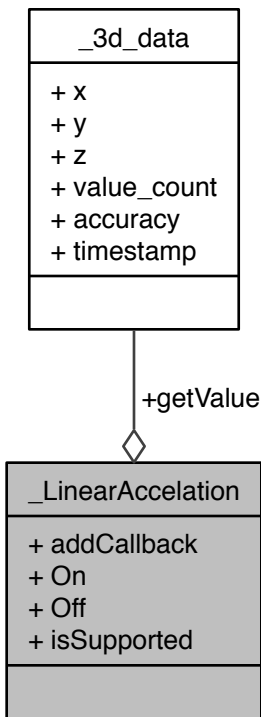 _3d_data
+ x
+ y
+ z
+ value_count
+ accuracy
+ timestamp
+getValue
_LinearAccelation
+ addCallback
+ On
+ Off
+ isSupported